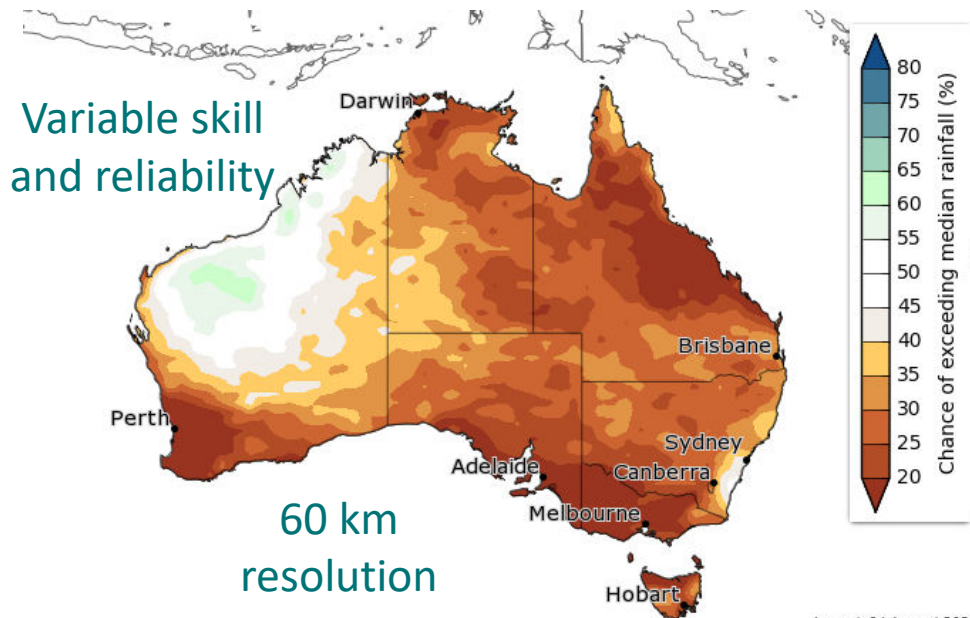 Variable skill
and reliability
Darwin
Brisbane
Perth
Sydney
Adelaide
Canberra
Melbourne
Hobart
60 km
resolution
80
75
70
65
60
55
50
45
40
35
30
25
20
Chance of exceeding median rainfall (%)